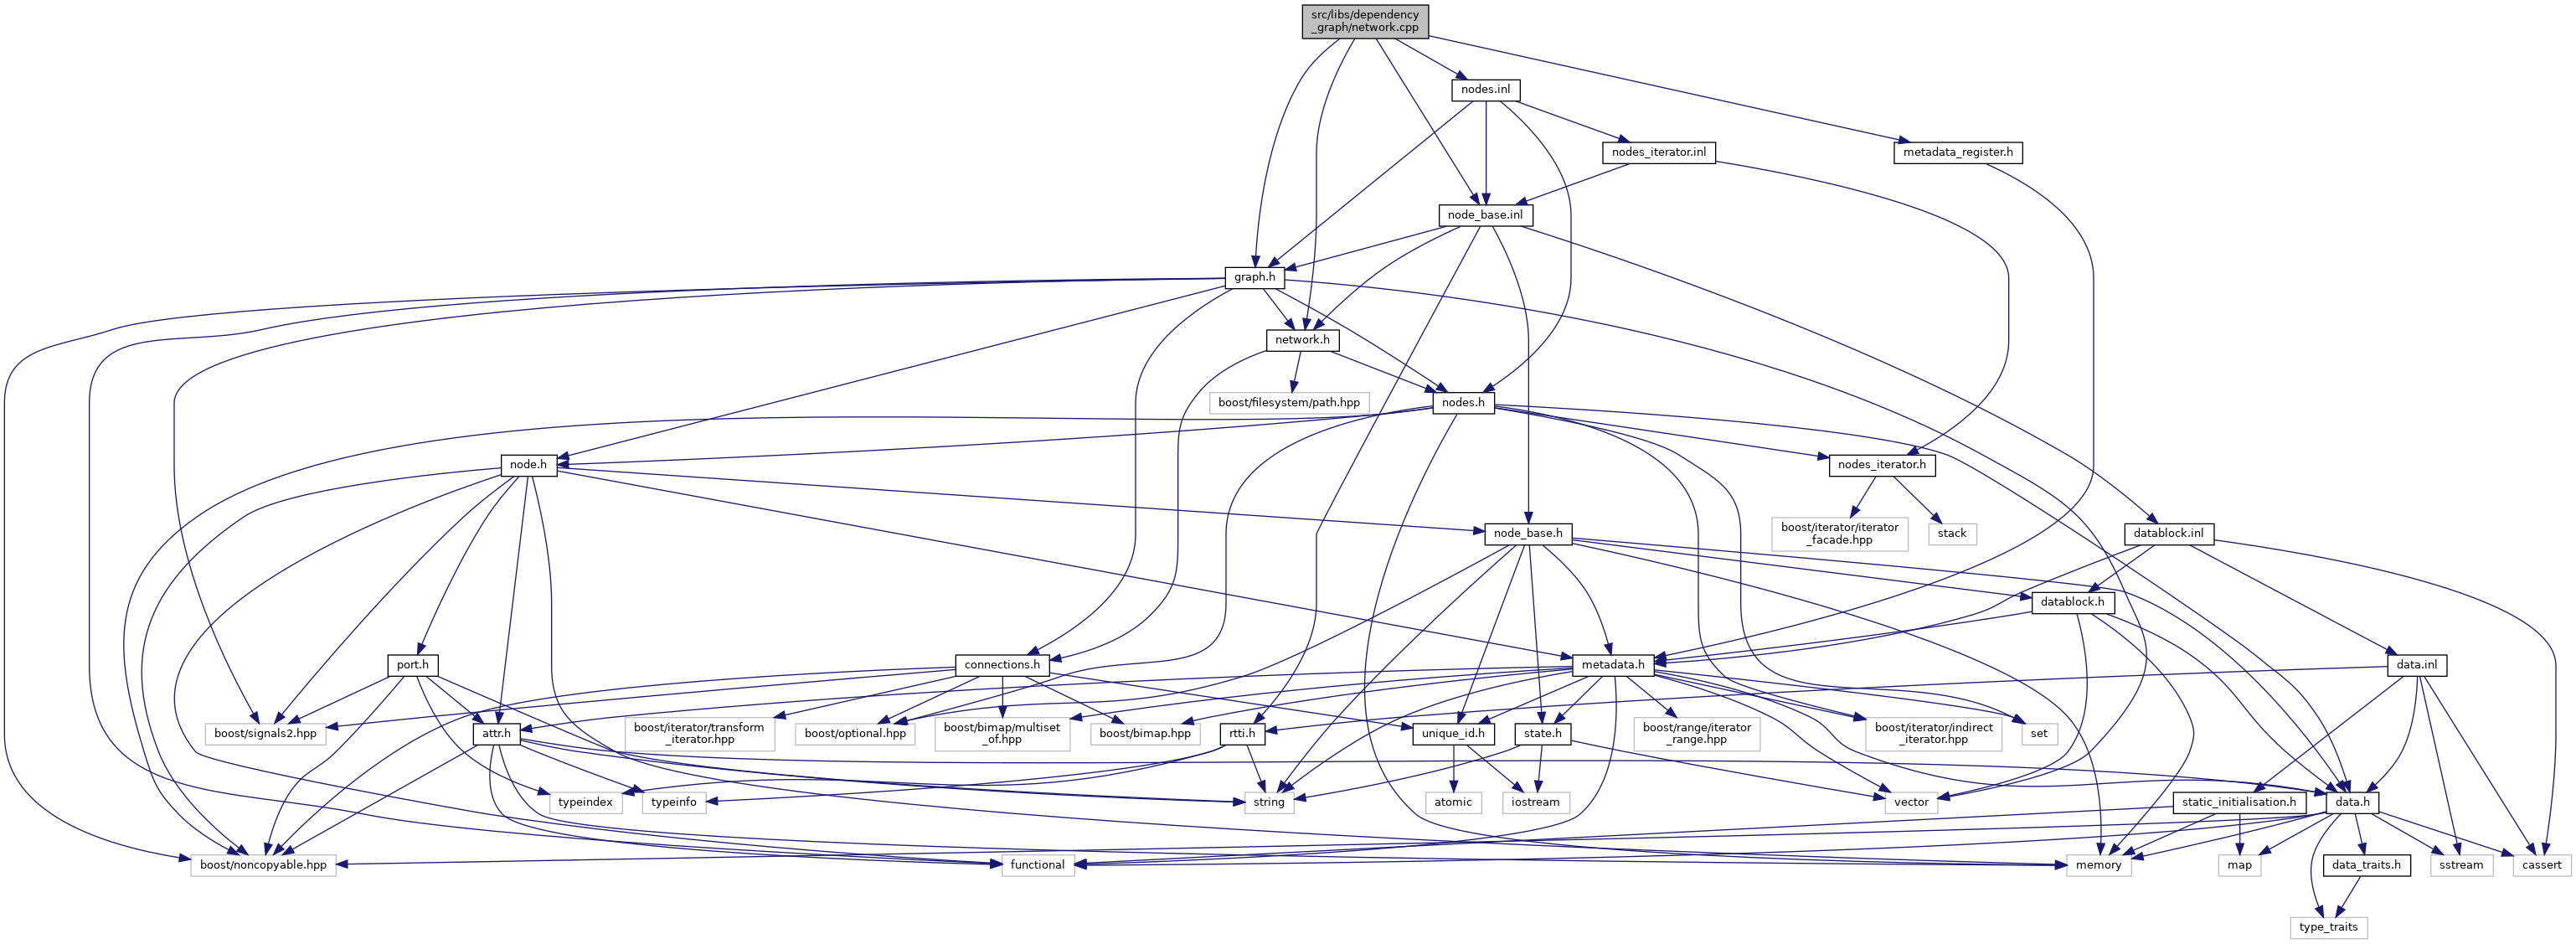 src/libs/dependency
_graph/network.cpp
nodes.inl
nodes_iterator.inl
metadata_register.h
node_base.inl
graph.h
network.h
boost/filesystem/path.hpp
nodes.h
node.h
nodes_iterator.h
boost/iterator/iterator
_facade.hpp
stack
node_base.h
datablock.inl
datablock.h
port.h
connections.h
metadata.h
data.inl
boost/signals2.hpp
attr.h
boost/iterator/transform
_iterator.hpp
boost/optional.hpp
boost/bimap/multiset
_of.hpp
boost/bimap.hpp
rtti.h
unique_id.h
state.h
boost/range/iterator
_range.hpp
boost/iterator/indirect
_iterator.hpp
set
typeindex
typeinfo
string
atomic
iostream
vector
static_initialisation.h
data.h
boost/noncopyable.hpp
functional
memory
map
data_traits.h
sstream
cassert
type_traits